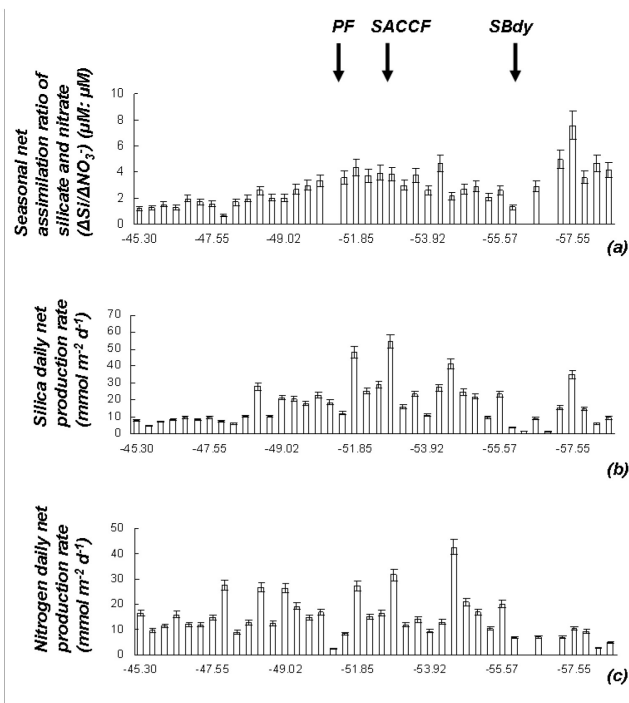 PF SACCF SBdy
Seasonal net
assimilation ratio of
silicate and nitrate
(ΔSi/ΔNO₃⁻) (µM: µM)
10
8
6
4
2
0
-45.30 -47.55 -49.02 -51.85 -53.92 -55.57 -57.55
(a)
Silica daily net
production rate
(mmol m⁻² d⁻¹)
70
60
50
40
30
20
10
0
-45.30 -47.55 -49.02 -51.85 -53.92 -55.57 -57.55
(b)
Nitrogen daily net
production rate
(mmol m⁻² d⁻¹)
50
40
30
20
10
0
-45.30 -47.55 -49.02 -51.85 -53.92 -55.57 -57.55
(c)